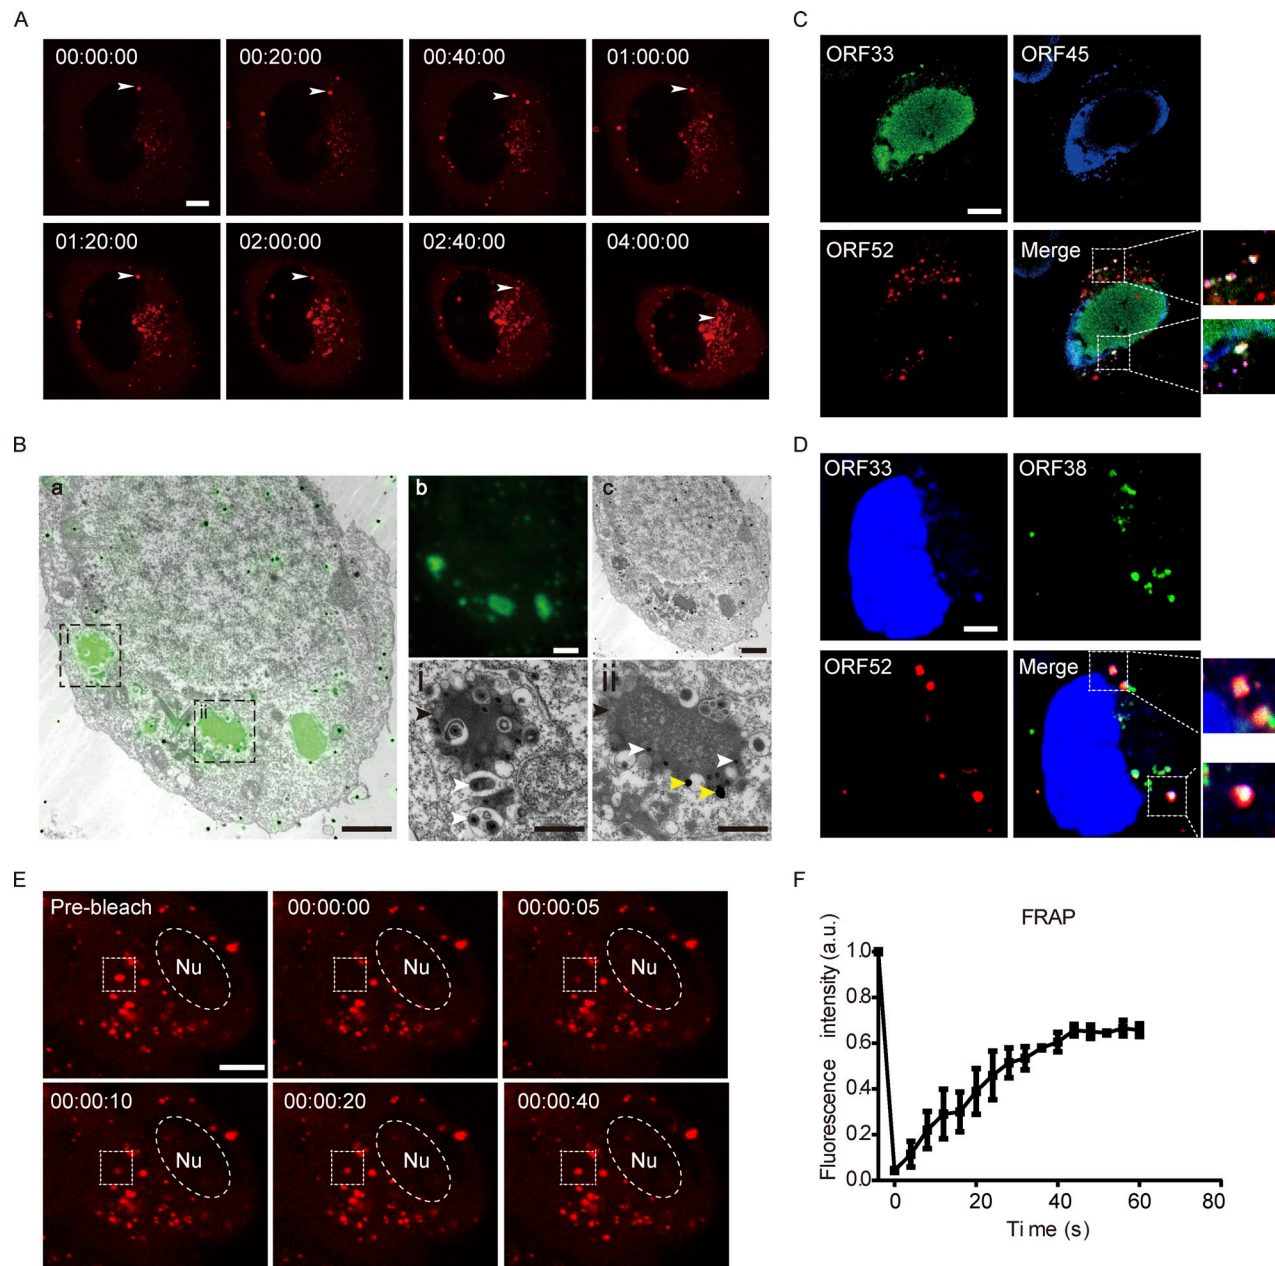 A
00:00:00
00:20:00
00:40:00
01:00:00
01:20:00
02:00:00
02:40:00
04:00:00
C
ORF33
ORF45
ORF52
Merge
B
a
i
ii
b
c
i
ii
D
ORF33
ORF38
ORF52
Merge
E
Pre-bleach
Nu
00:00:00
Nu
00:00:05
Nu
00:00:10
Nu
00:00:20
Nu
00:00:40
Nu
F
FRAP
Fluorescence intensity (a.u.)
1.0
0.8
0.6
0.4
0.2
0.0
0
20
40
60
80
Time (s)